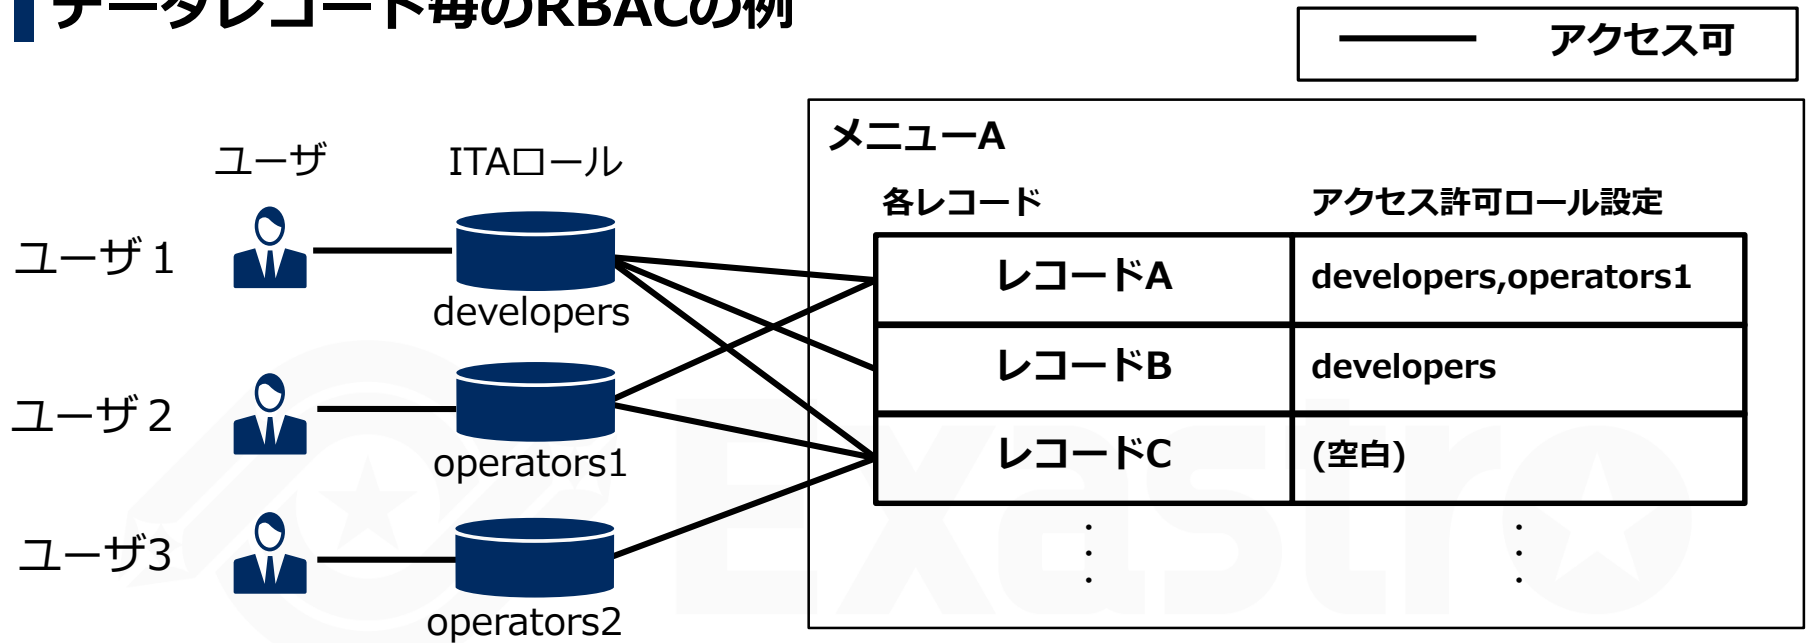 データレコード毎のRBACの例
アクセス可
メニューA
ユーザ
ITAロール
各レコード
アクセス許可ロール設定
ユーザ1
developers
レコードA
developers,operators1
レコードB
developers
ユーザ2
operators1
レコードC
(空白)
ユーザ3
operators2
Exastro